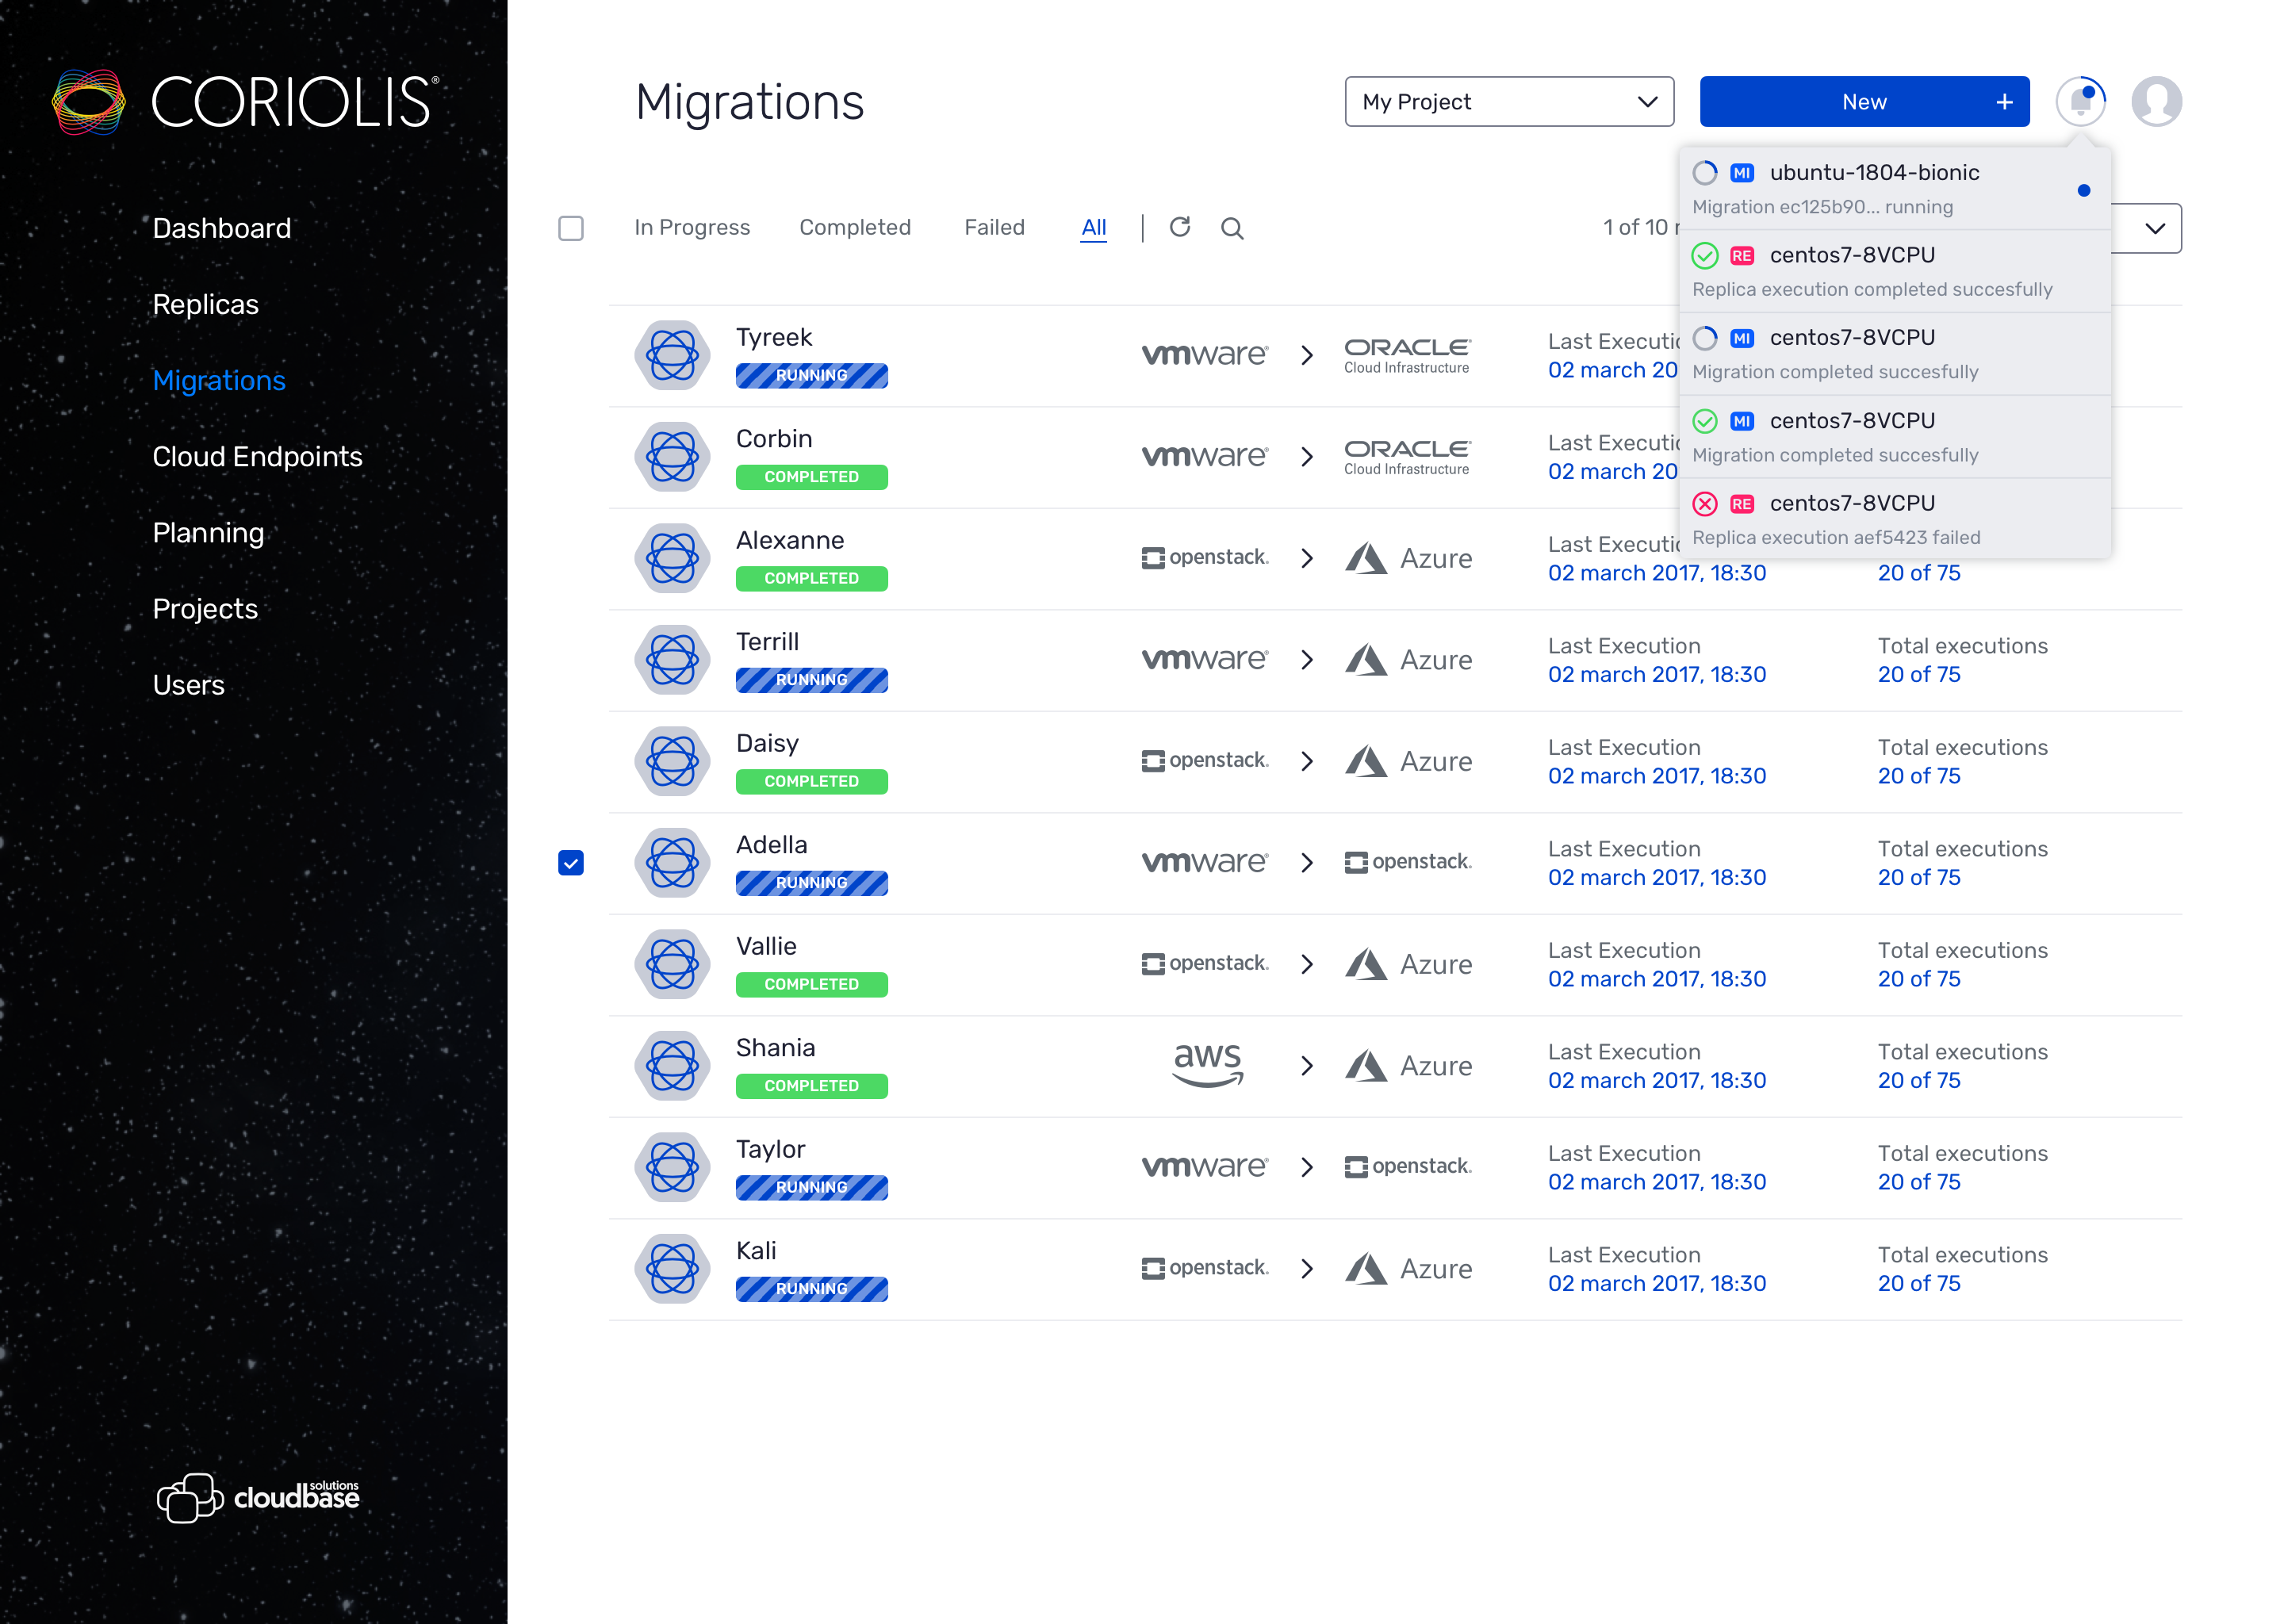 CORIOLIS®
Dashboard
Replicas
Migrations
Cloud Endpoints
Planning
Projects
Users
cloudbase solutions
Migrations
My Project
New +
In Progress Completed Failed All
1 of 10
MI ubuntu-1804-bionic
Migration ec125b90... running
RE centos7-8VCPU
Replica execution completed succesfully
MI centos7-8VCPU
Migration completed succesfully
MI centos7-8VCPU
Migration completed succesfully
RE centos7-8VCPU
Replica execution aef5423 failed
Tyreek
RUNNING
vmware®
ORACLE®
Cloud Infrastructure
Last
02 march 20
Corbin
COMPLETED
vmware®
ORACLE®
Cloud Infrastructure
Last
02 march 20
Alexanne
COMPLETED
openstack.
Azure
Last
02 march 2017, 18:30
20 of 75
Terrill
RUNNING
vmware®
Azure
Last Execution
02 march 2017, 18:30
Total executions
20 of 75
Daisy
COMPLETED
openstack.
Azure
Last Execution
02 march 2017, 18:30
Total executions
20 of 75
Adella
RUNNING
vmware®
openstack.
Last Execution
02 march 2017, 18:30
Total executions
20 of 75
Vallie
COMPLETED
openstack.
Azure
Last Execution
02 march 2017, 18:30
Total executions
20 of 75
Shania
COMPLETED
aws
Azure
Last Execution
02 march 2017, 18:30
Total executions
20 of 75
Taylor
RUNNING
vmware®
openstack.
Last Execution
02 march 2017, 18:30
Total executions
20 of 75
Kali
RUNNING
openstack.
Azure
Last Execution
02 march 2017, 18:30
Total executions
20 of 75